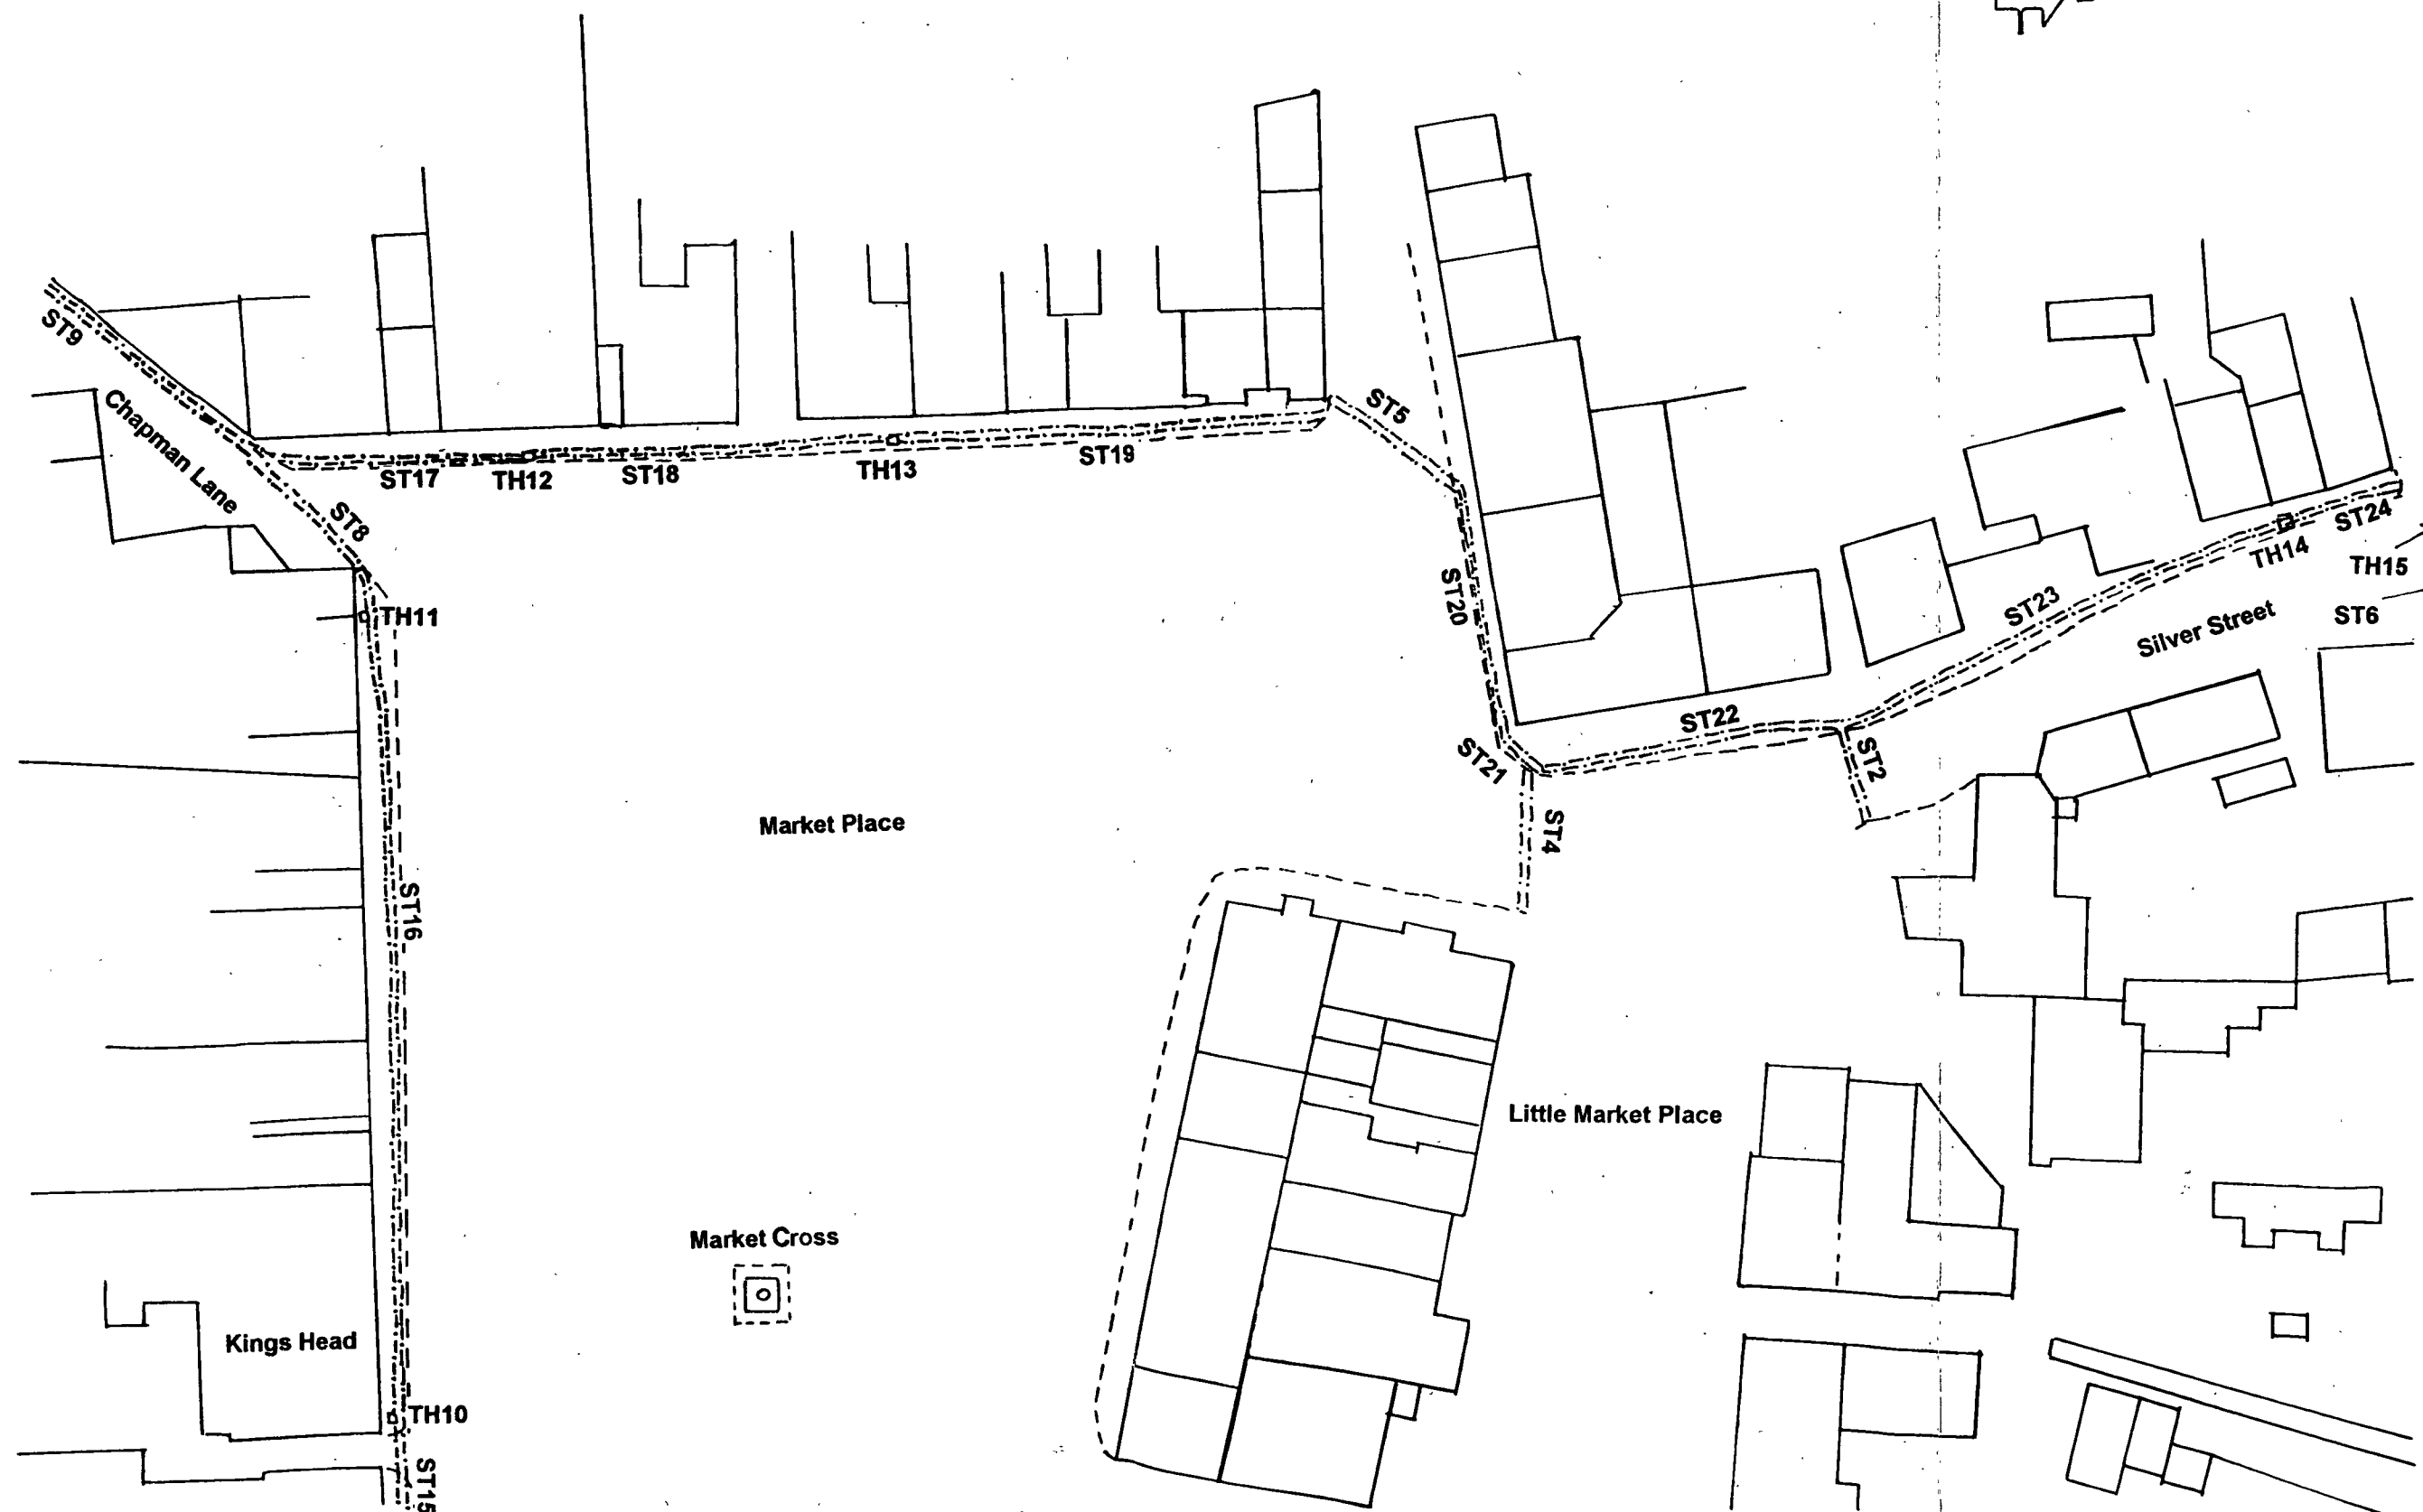 ST9
Chapman Lane
ST17
TH12
ST18
TH13
ST19
ST5
ST8
TH11
ST20
ST24
TH14
TH15
ST23
ST6
Silver Street
ST22
ST21
ST2
Market Place
ST4
ST16
Little Market Place
Market Cross
Kings Head
TH10
ST15